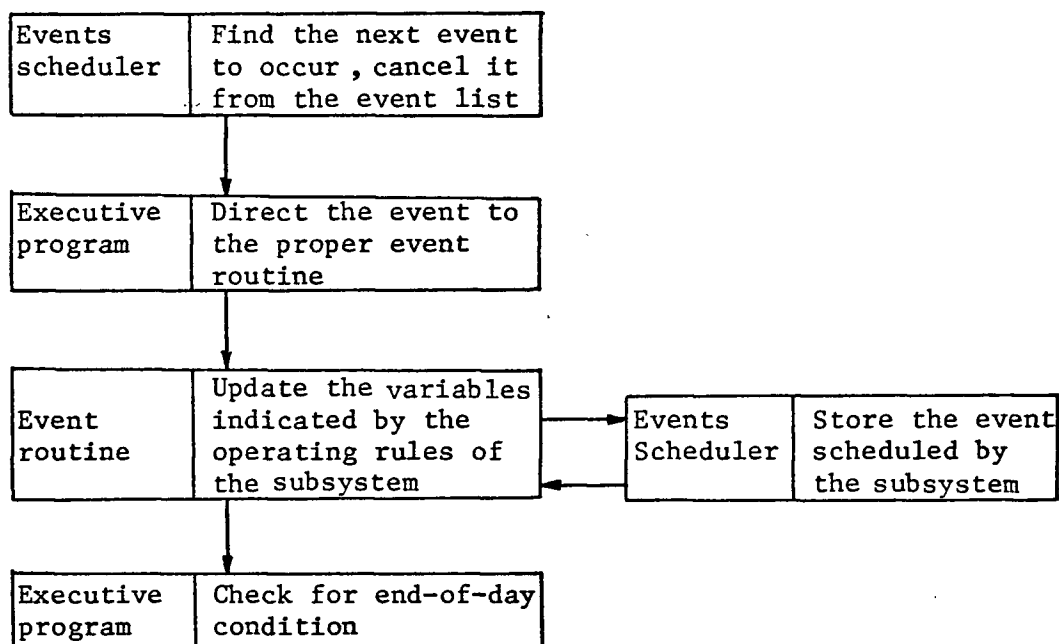 Events
scheduler
Find the next event
to occur , cancel it
from the event list
Executive
program
Direct the event to
the proper event
routine
Event
routine
Update the variables
indicated by the
operating rules of
the subsystem
Events
Scheduler
Store the event
scheduled by
the subsystem
Executive
program
Check for end-of-day
condition